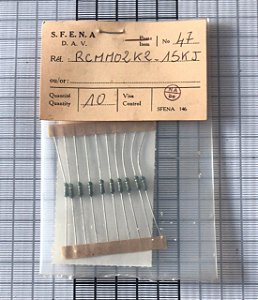 S.F.E.N.A
D.A.V.
Item
No 47
Réf. RCMM02K2-15KJ
ou/or:
Quantité
Quantity 10
Visa
Control
SFENA 146